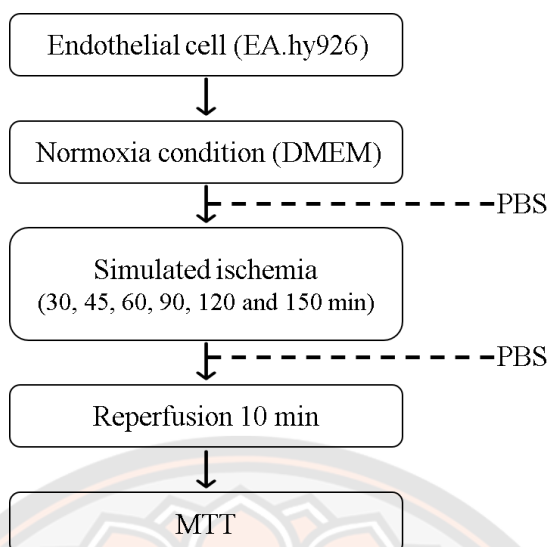 Endothelial cell (EA.hy926)
Normoxia condition (DMEM)
PBS
Simulated ischemia
(30, 45, 60, 90, 120 and 150 min)
PBS
Reperfusion 10 min
MTT